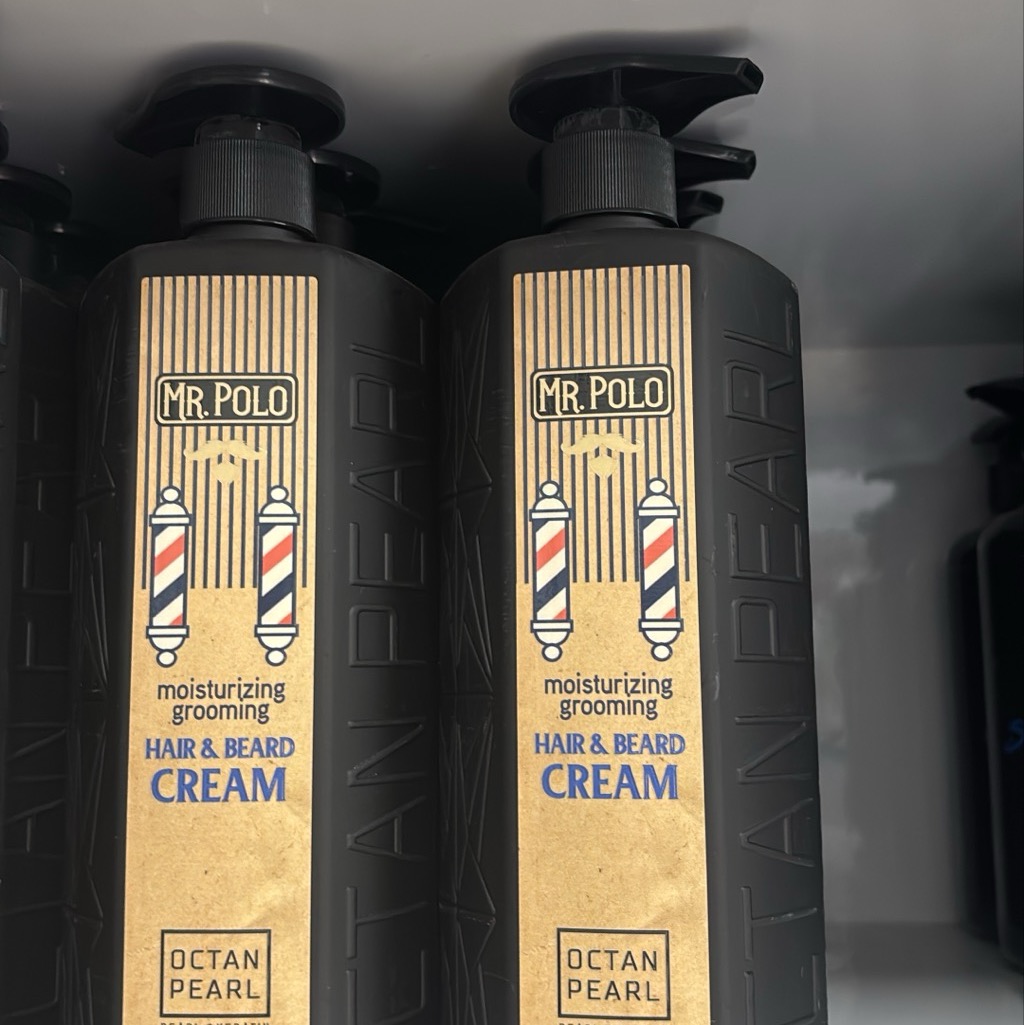 MR. POLO
moisturizing
grooming
HAIR & BEARD
CREAM
OCTAN
PEARL
MR. POLO
moisturizing
grooming
HAIR & BEARD
CREAM
OCTAN
PEARL